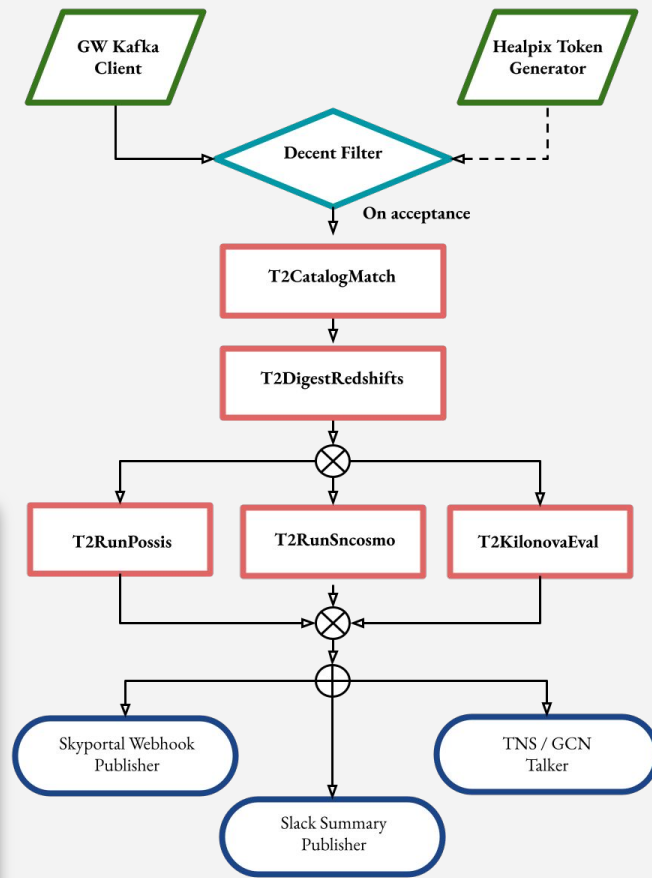 GW Kafka
Client
Healpix Token
Generator
Decent Filter
On acceptance
T2CatalogMatch
T2DigestRedshifts
T2RunPossis
T2RunSncosmo
T2KilonovaEval
Skyportal Webhook
Publisher
TNS / GCN
Talker
Slack Summary
Publisher